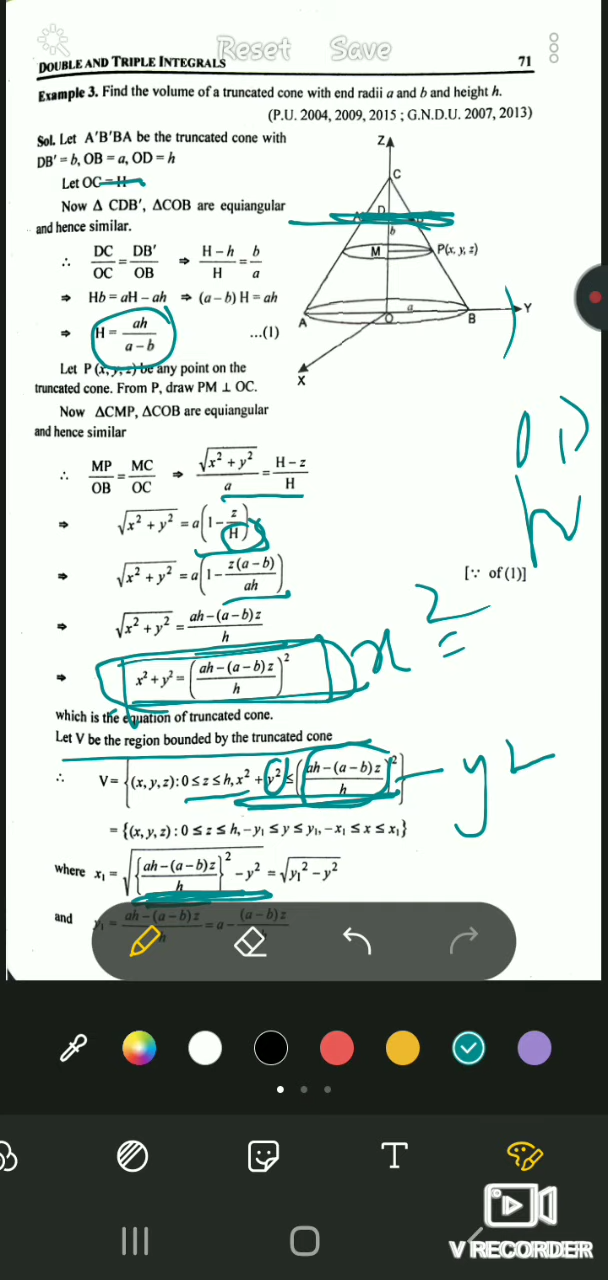 Reset Save
DOUBLE AND TRIPLE INTEGRALS 71
Example 3. Find the volume of a truncated cone with end radii a and b and height h.
(P.U. 2004, 2009, 2015 ; G.N.D.U. 2007, 2013)
Sol. Let A'B'BA be the truncated cone with
DB' = b, OB = a, OD = h
Let OC = H
Now Δ CDB', ΔCOB are equiangular
and hence similar.
∴ DC/OC = DB'/OB ⇒ (H – h)/H = b/a
⇒ Hb = aH – ah ⇒ (a – b) H = ah
⇒ H = ah/(a – b) ...(1)
Let P (x, y, z) be any point on the
truncated cone. From P, draw PM ⊥ OC.
Now ΔCMP, ΔCOB are equiangular
and hence similar
∴ MP/OB = MC/OC ⇒ √(x² + y²)/a = (H – z)/H
⇒ √(x² + y²) = a(1 – z/H)
⇒ √(x² + y²) = a(1 – z(a – b)/ah) [∵ of (1)]
⇒ √(x² + y²) = (ah – (a – b)z)/h
⇒ x² + y² = ((ah – (a – b)z)/h)²
which is the equation of truncated cone.
Let V be the region bounded by the truncated cone
∴ V = {(x, y, z) : 0 ≤ z ≤ h, x² + y² ≤ ((ah – (a – b)z)/h)²}
= {(x, y, z) : 0 ≤ z ≤ h, –y₁ ≤ y ≤ y₁, –x₁ ≤ x ≤ x₁}
where x₁ = √({(ah – (a – b)z)/h}² – y²) = √(y₁² – y²)
and y₁ = (ah – (a – b)z)/h = a – (a – b)z/h
Z
C
D
b
M P(x, y, z)
A O a B Y
X
OD
h
x² =
– y²
T
V RECORDER